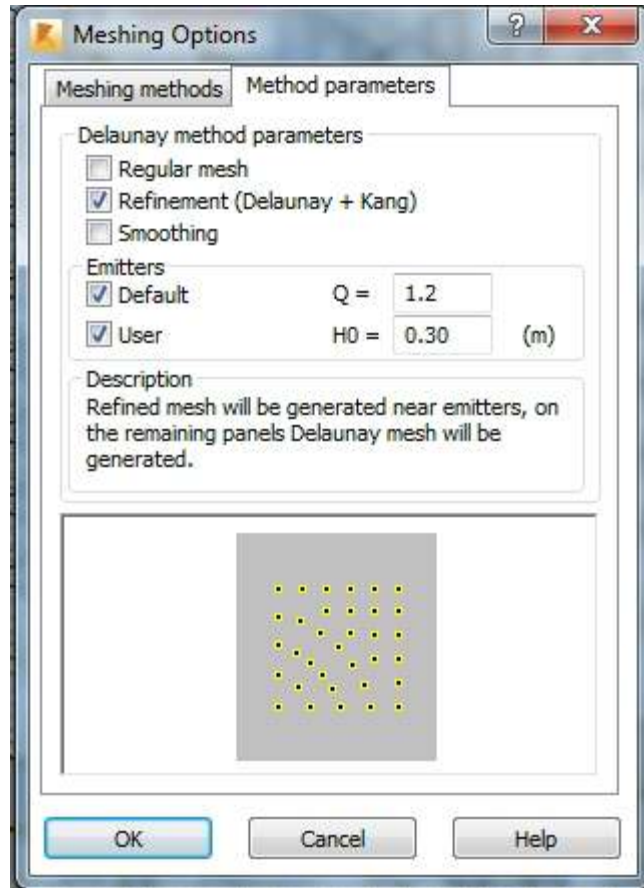 Meshing Options
Meshing methods Method parameters
Delaunay method parameters
Regular mesh
Refinement (Delaunay + Kang)
Smoothing
Emitters
Default Q = 1.2
User H0 = 0.30 (m)
Description
Refined mesh will be generated near emitters, on
the remaining panels Delaunay mesh will be
generated.
OK Cancel Help